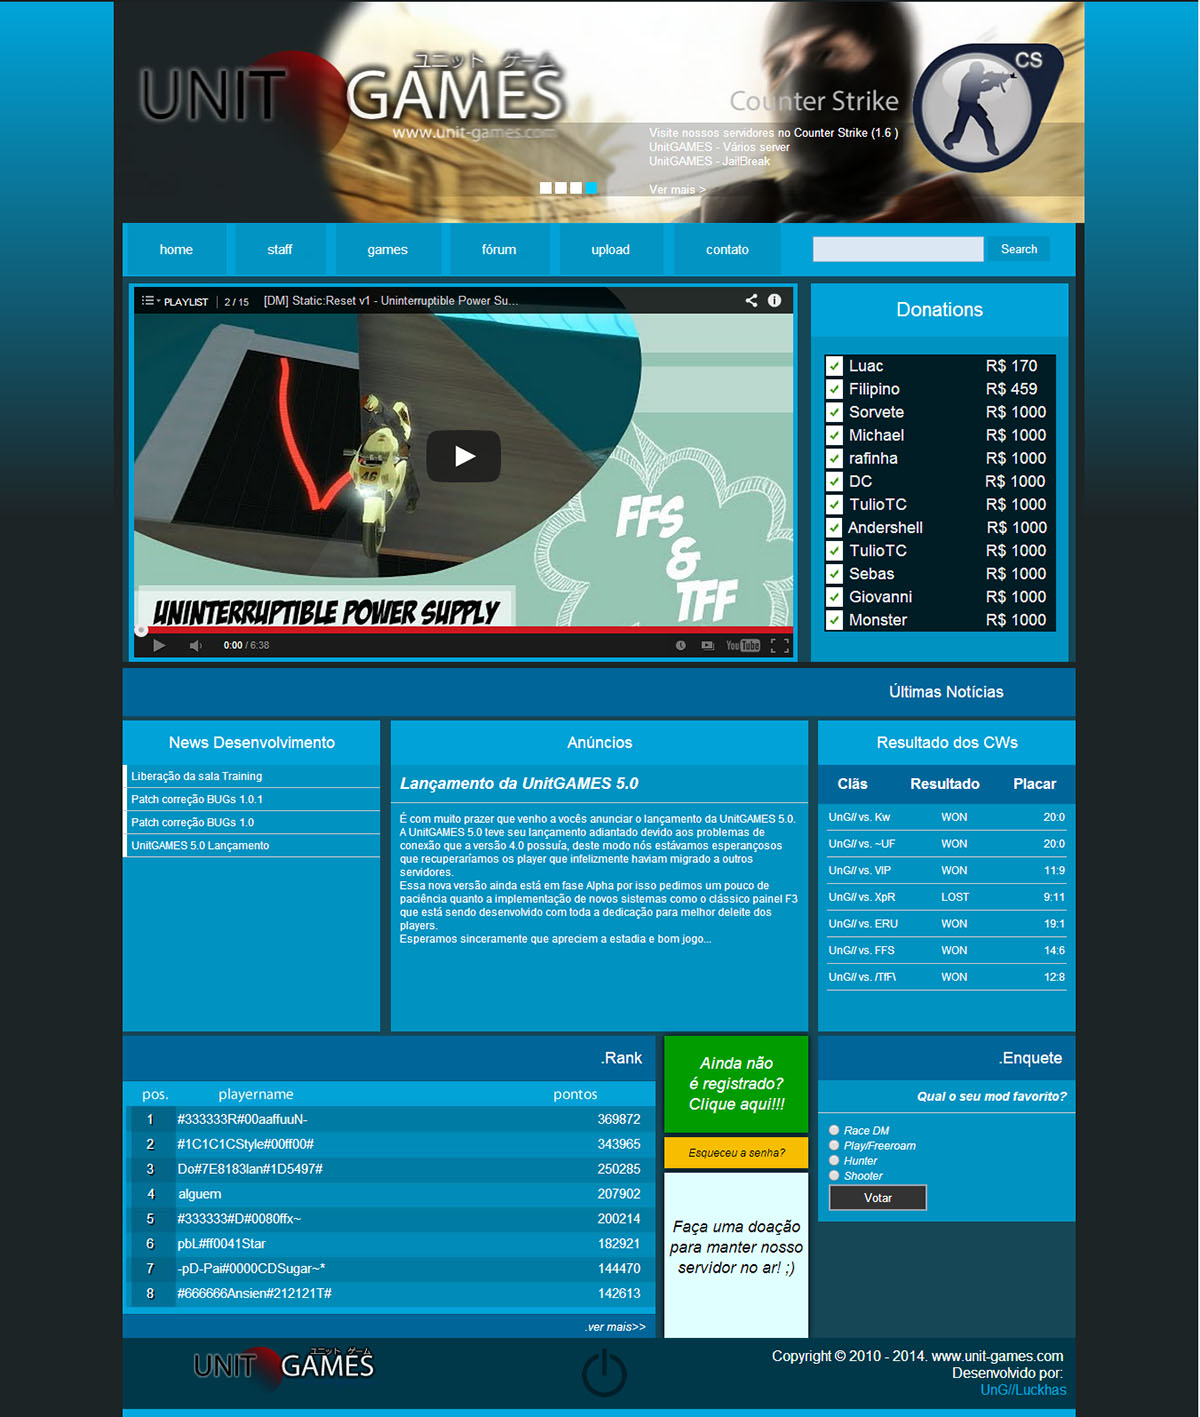 ユニット ゲーム
UNIT GAMES
www.unit-games.com
CS
Counter Strike
Visite nossos servidores no Counter Strike (1.6 )
UnitGAMES - Vários server
UnitGAMES - JailBreak
Ver mais >
home staff games fórum upload contato Search
PLAYLIST 2 / 15 [DM] Static:Reset v1 - Uninterruptible Power Su...
46
FFS
&
TFF
UNINTERRUPTIBLE POWER SUPPLY
0:00 / 6:38 YouTube
Donations
Luac R$ 170
Filipino R$ 459
Sorvete R$ 1000
Michael R$ 1000
rafinha R$ 1000
DC R$ 1000
TulioTC R$ 1000
Andershell R$ 1000
TulioTC R$ 1000
Sebas R$ 1000
Giovanni R$ 1000
Monster R$ 1000
Últimas Notícias
News Desenvolvimento
Liberação da sala Training
Patch correção BUGs 1.0.1
Patch correção BUGs 1.0
UnitGAMES 5.0 Lançamento
Anúncios
Lançamento da UnitGAMES 5.0
É com muito prazer que venho a vocês anunciar o lançamento da UnitGAMES 5.0.
A UnitGAMES 5.0 teve seu lançamento adiantado devido aos problemas de
conexão que a versão 4.0 possuía, deste modo nós estávamos esperançosos
que recuperaríamos os player que infelizmente haviam migrado a outros
servidores.
Essa nova versão ainda está em fase Alpha por isso pedimos um pouco de
paciência quanto a implementação de novos sistemas como o clássico painel F3
que está sendo desenvolvido com toda a dedicação para melhor deleite dos
players.
Esperamos sinceramente que apreciem a estadia e bom jogo...
Resultado dos CWs
Clãs Resultado Placar
UnG// vs. Kw WON 20:0
UnG// vs. ~UF WON 20:0
UnG// vs. VIP WON 11:9
UnG// vs. XpR LOST 9:11
UnG// vs. ERU WON 19:1
UnG// vs. FFS WON 14:6
UnG// vs. /TfF\ WON 12:8
.Rank
pos. playername pontos
1 #333333R#00aaffuuN- 369872
2 #1C1C1CStyle#00ff00# 343965
3 Do#7E8183lan#1D5497# 250285
4 alguem 207902
5 #333333#D#0080ffx~ 200214
6 pbL#ff0041Star 182921
7 -pD-Pai#0000CDSugar~* 144470
8 #666666Ansien#212121T# 142613
.ver mais>>
Ainda não
é registrado?
Clique aqui!!!
Esqueceu a senha?
Faça uma doação
para manter nosso
servidor no ar! ;)
.Enquete
Qual o seu mod favorito?
Race DM
Play/Freeroam
Hunter
Shooter
Votar
ユニット ゲーム
UNIT GAMES
Copyright © 2010 - 2014. www.unit-games.com
Desenvolvido por:
UnG//Luckhas